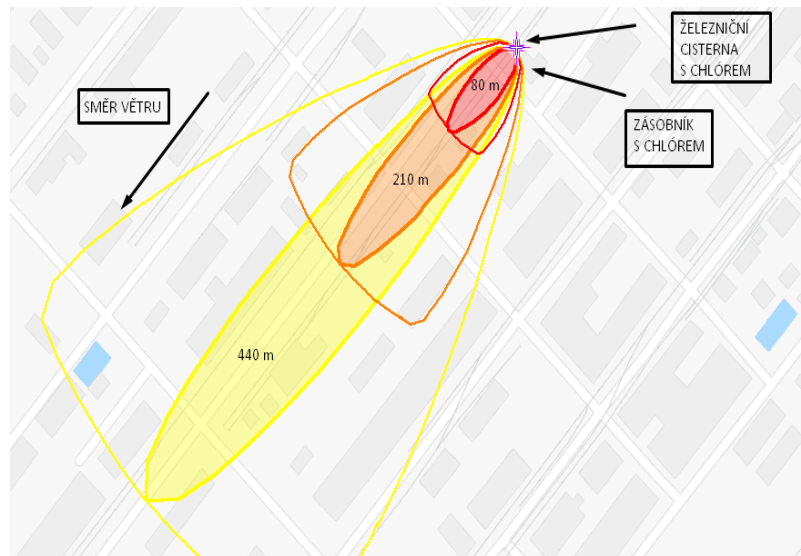 ŽELEZNIČNÍ
CISTERNA
S CHLÓREM
80 m
SMĚR VĚTRU
ZÁSOBNÍK
S CHLÓREM
210 m
440 m